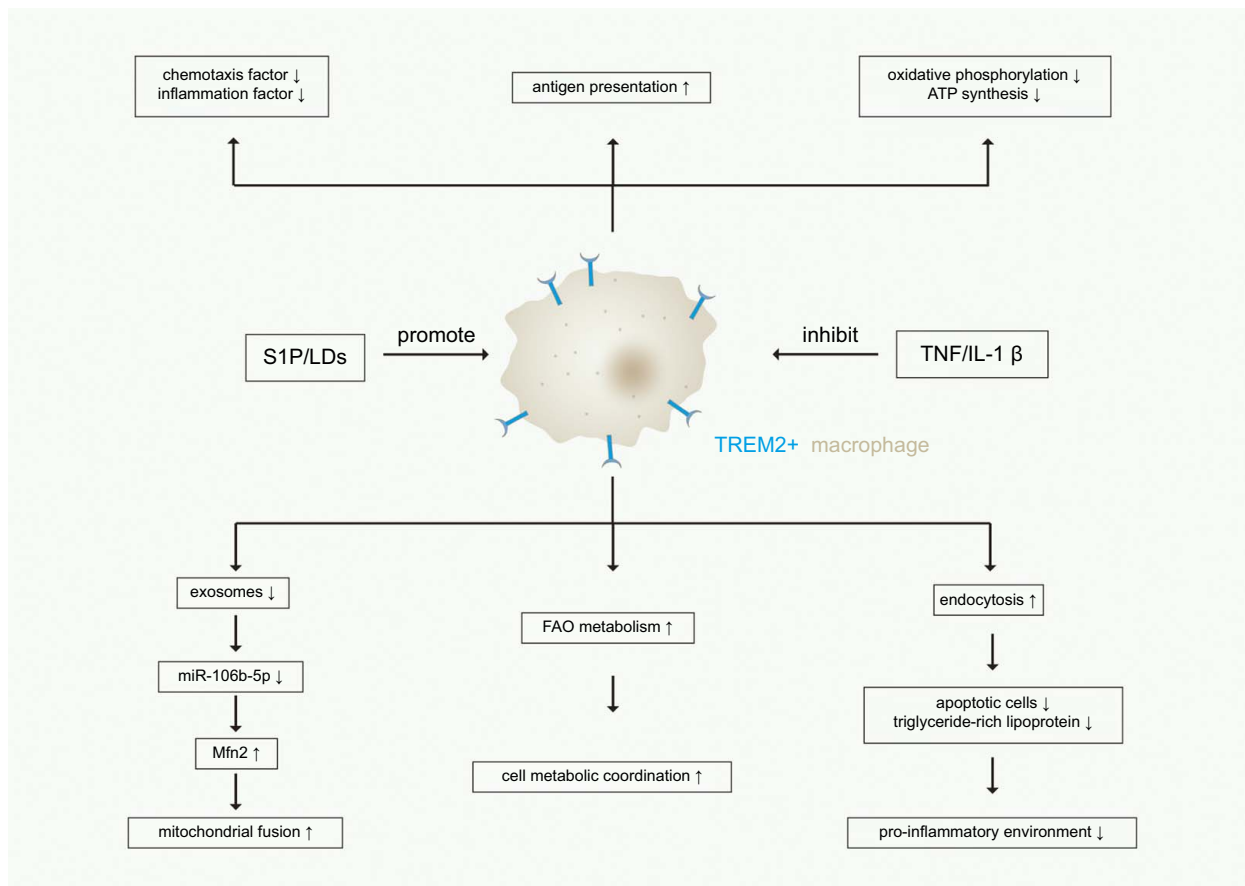 chemotaxis factor ↓
inflammation factor ↓
antigen presentation ↑
oxidative phosphorylation ↓
ATP synthesis ↓
S1P/LDs
promote
inhibit
TNF/IL-1 β
TREM2+ macrophage
exosomes ↓
miR-106b-5p ↓
Mfn2 ↑
mitochondrial fusion ↑
FAO metabolism ↑
cell metabolic coordination ↑
endocytosis ↑
apoptotic cells ↓
triglyceride-rich lipoprotein ↓
pro-inflammatory environment ↓